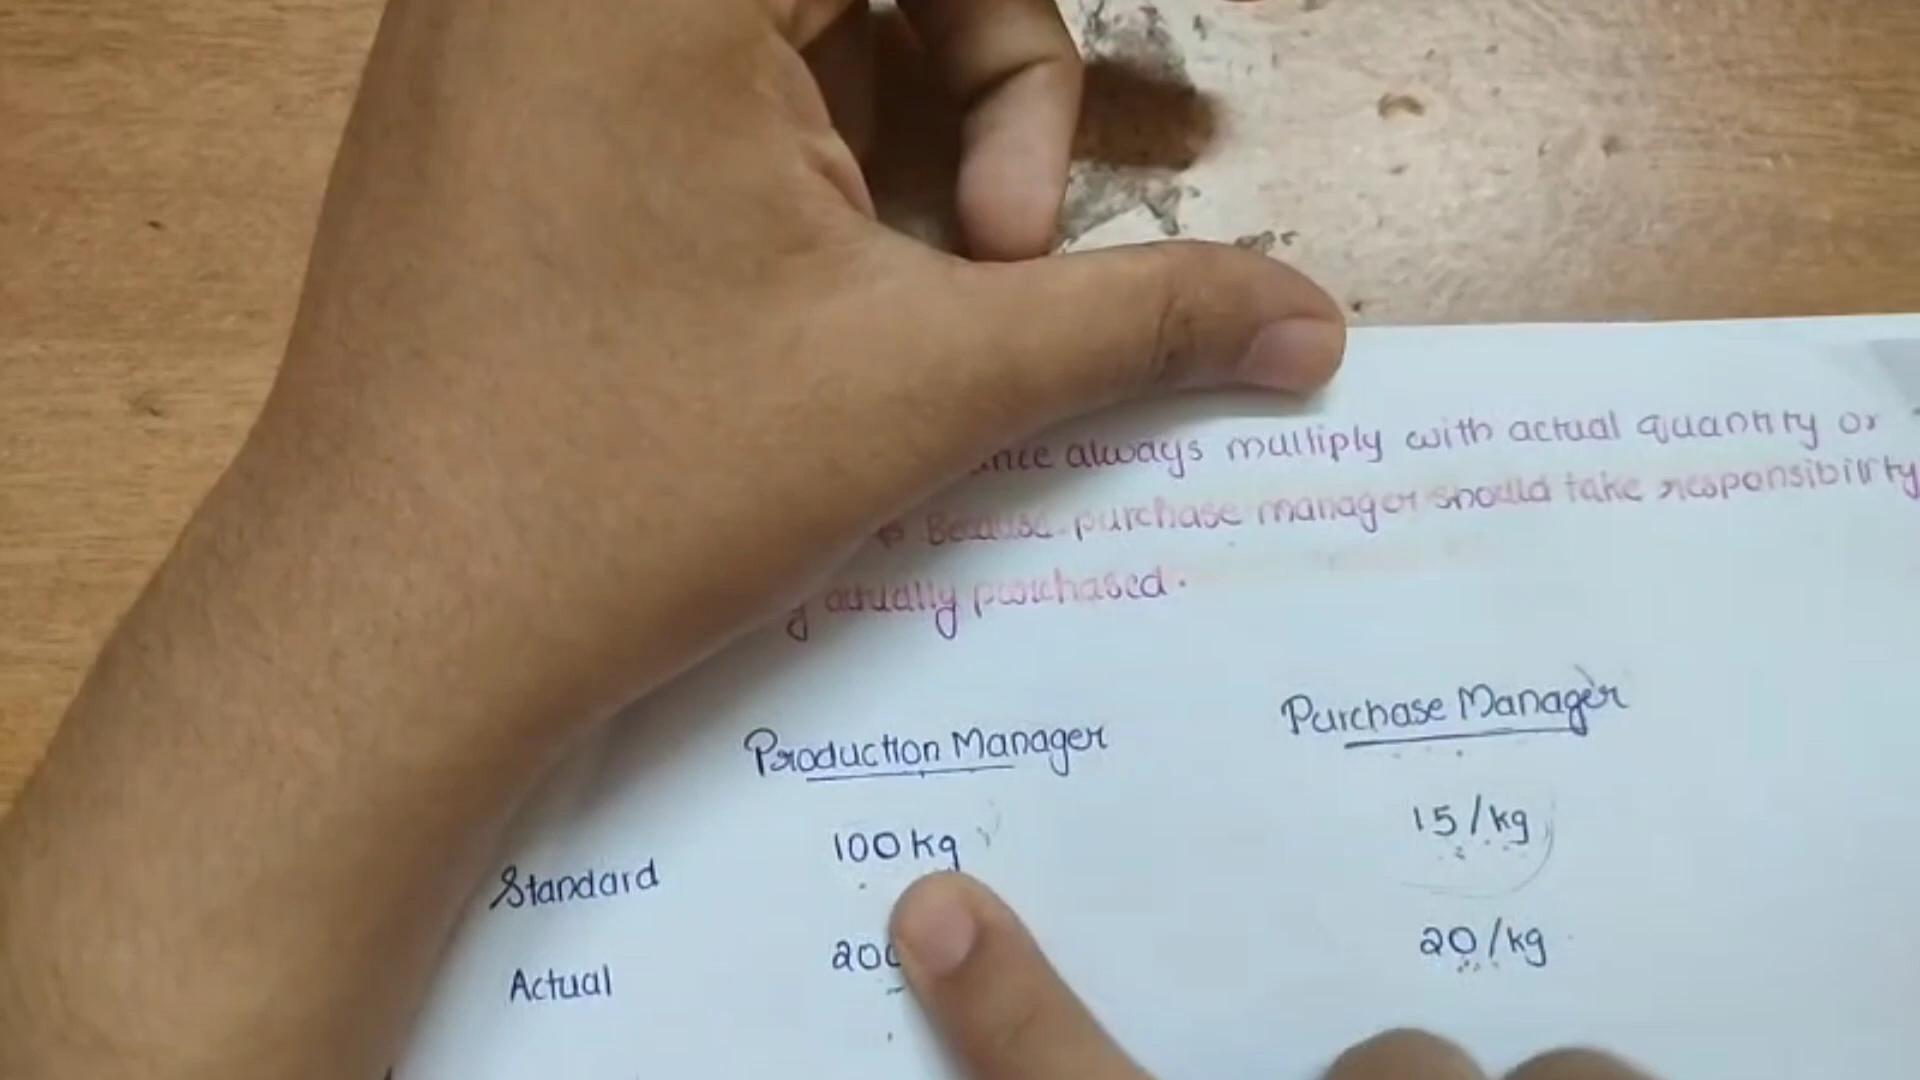 always multiply with actual quantity or
Because purchase manager should take responsibility
actually purchased.
Production Manager Purchase Manager
Standard 100 kg 15/kg
Actual 20/kg